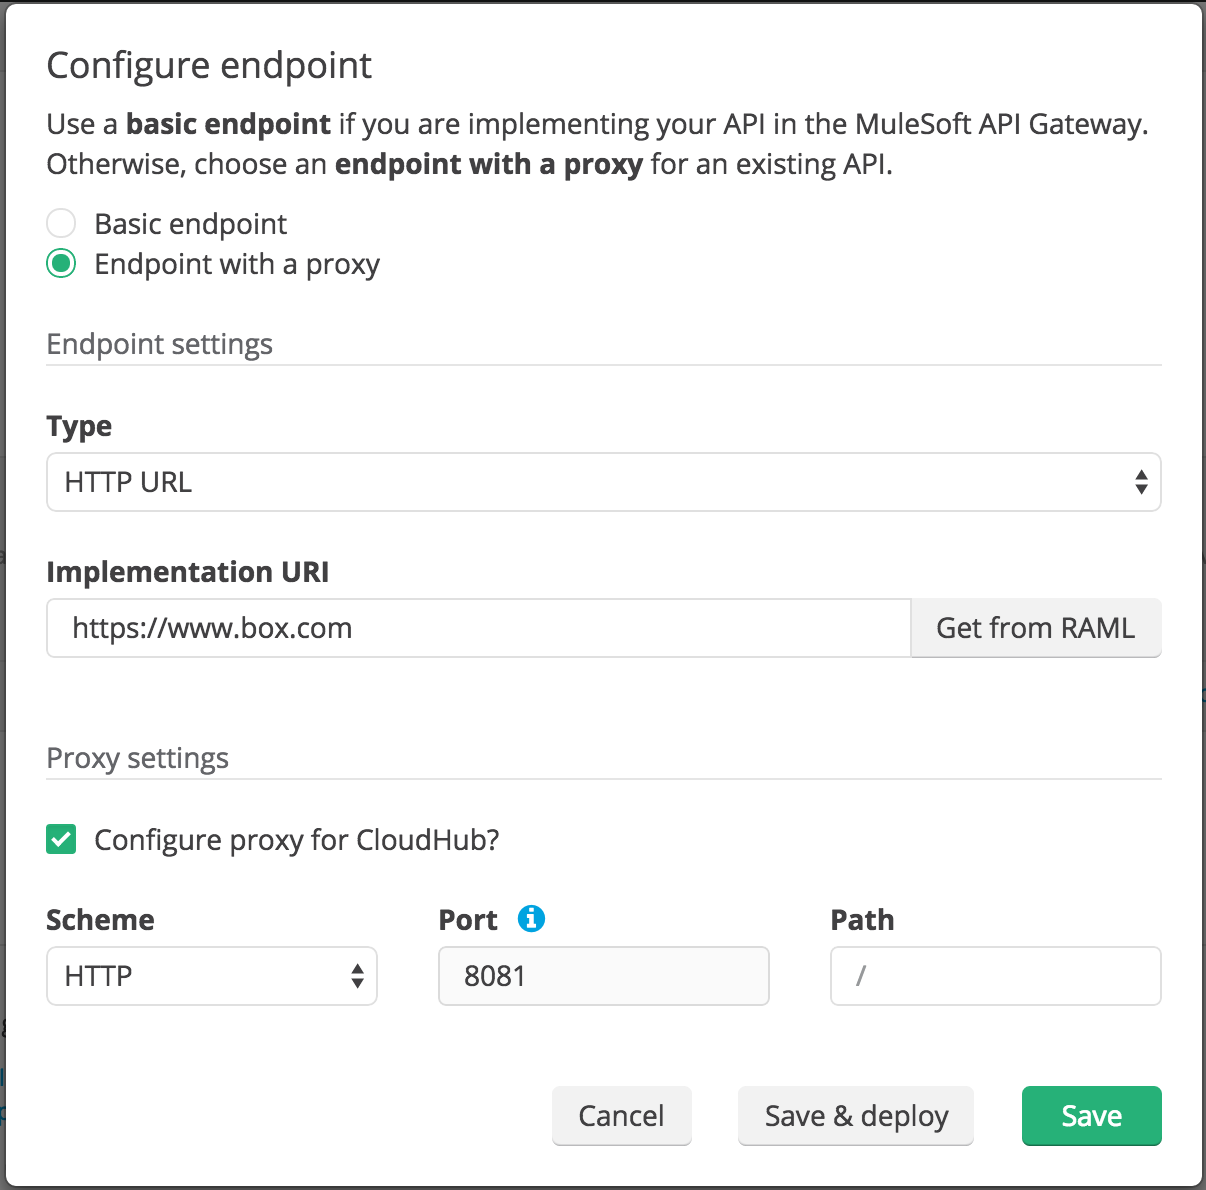 Configure endpoint
Use a basic endpoint if you are implementing your API in the MuleSoft API Gateway.
Otherwise, choose an endpoint with a proxy for an existing API.
Basic endpoint
Endpoint with a proxy
Endpoint settings
Type
HTTP URL
Implementation URI
https://www.box.com
Get from RAML
Proxy settings
Configure proxy for CloudHub?
Scheme
Port
Path
HTTP
8081
/
Cancel
Save & deploy
Save